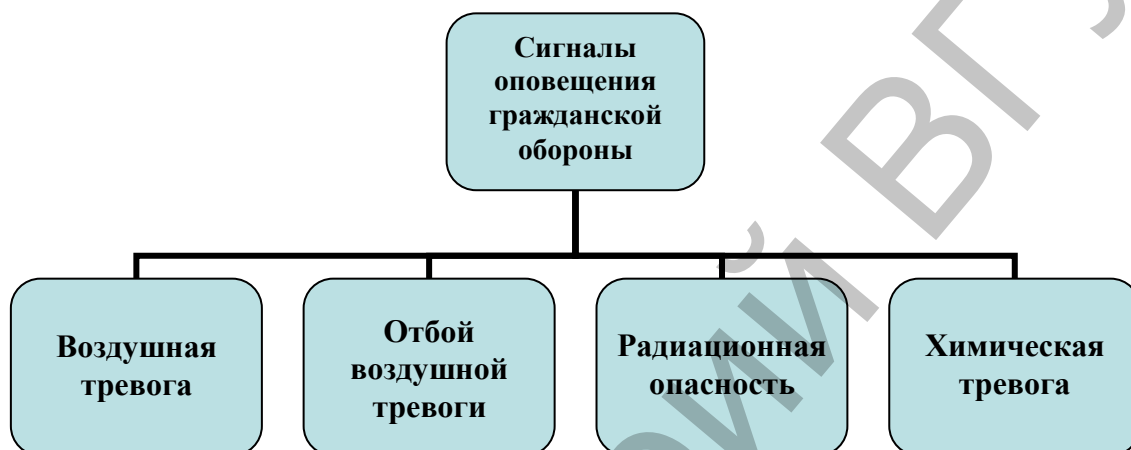 Сигналы
оповещения
гражданской
обороны
Воздушная
тревога
Отбой
воздушной
тревоги
Радиационная
опасность
Химическая
тревога